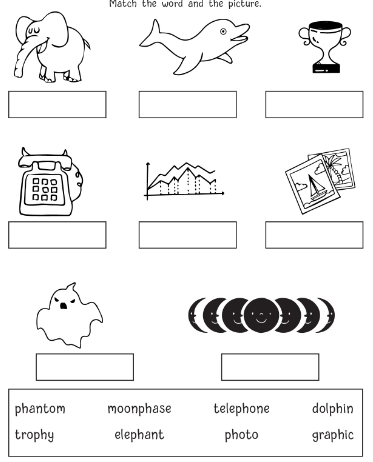 Match the word and the picture.
phantom moonphase telephone dolphin
trophy elephant photo graphic